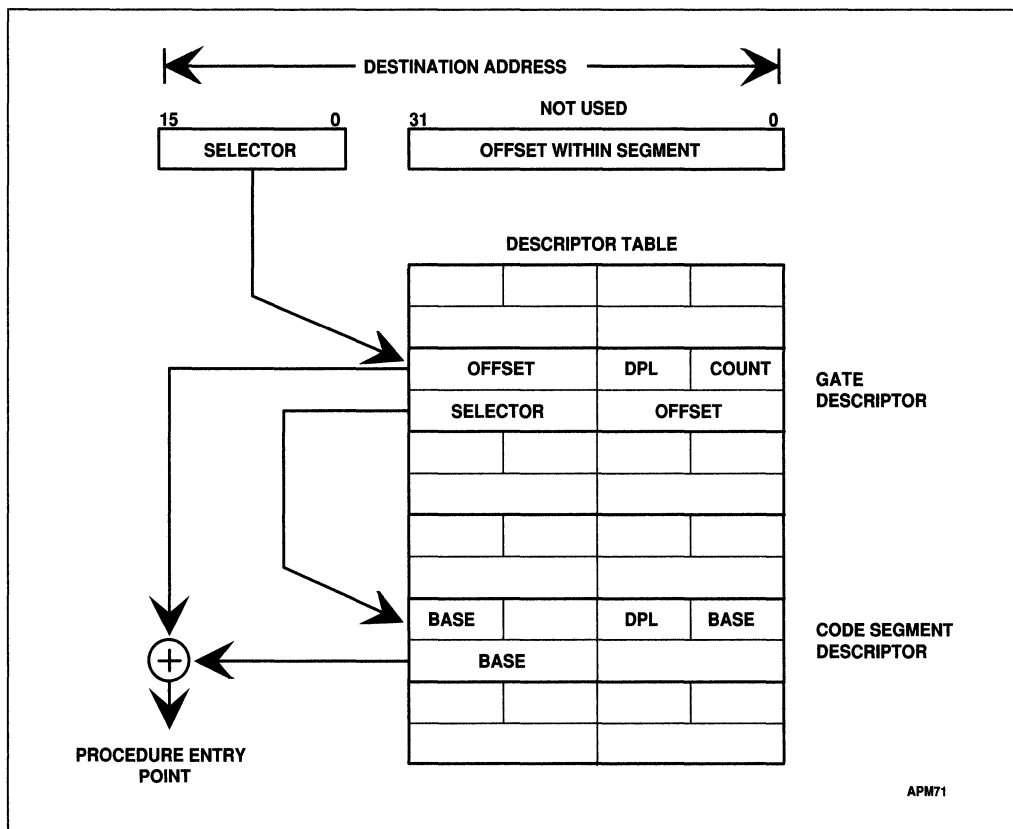 DESTINATION ADDRESS
NOT USED
15 0 31 0
SELECTOR OFFSET WITHIN SEGMENT
DESCRIPTOR TABLE
OFFSET DPL COUNT
SELECTOR OFFSET
GATE
DESCRIPTOR
BASE DPL BASE
BASE
CODE SEGMENT
DESCRIPTOR
PROCEDURE ENTRY
POINT
APM71